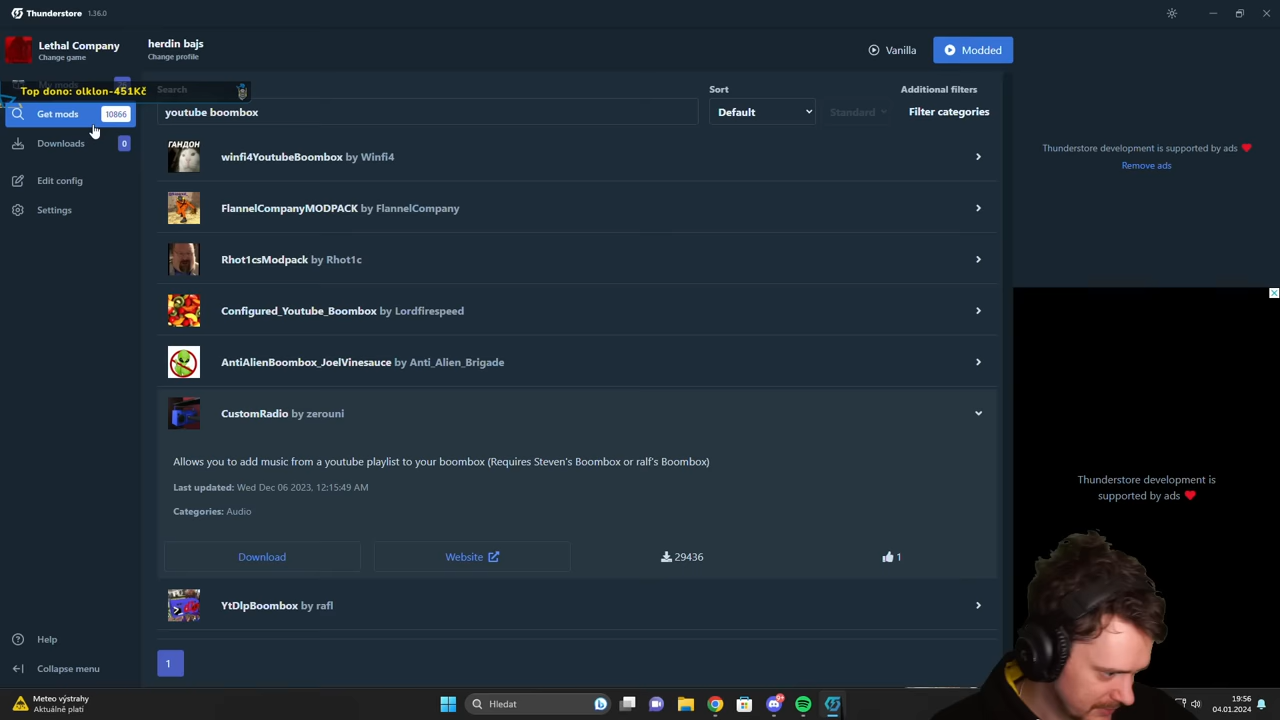 Thunderstore 1.36.0
Lethal Company
Change game
herdin bajs
Change profile
Vanilla
Modded
My mods
Top dono: olklon-451Kč
Get mods 10866
Downloads 0
Edit config
Settings
Search
youtube boombox
Sort
Default
Standard
Additional filters
Filter categories
ГАНДОН
winfi4YoutubeBoombox by Winfi4
FlannelCompanyMODPACK by FlannelCompany
Rhot1csModpack by Rhot1c
Configured_Youtube_Boombox by Lordfirespeed
AntiAlienBoombox_JoelVinesauce by Anti_Alien_Brigade
CustomRadio by zerouni
Allows you to add music from a youtube playlist to your boombox (Requires Steven's Boombox or ralf's Boombox)
Last updated: Wed Dec 06 2023, 12:15:49 AM
Categories: Audio
Download
Website
29436
1
YtDlpBoombox by rafl
1
Thunderstore development is supported by ads
Remove ads
Thunderstore development is
supported by ads
Help
Collapse menu
Meteo výstrahy
Aktuálně platí
Hledat
19:56
04.01.2024